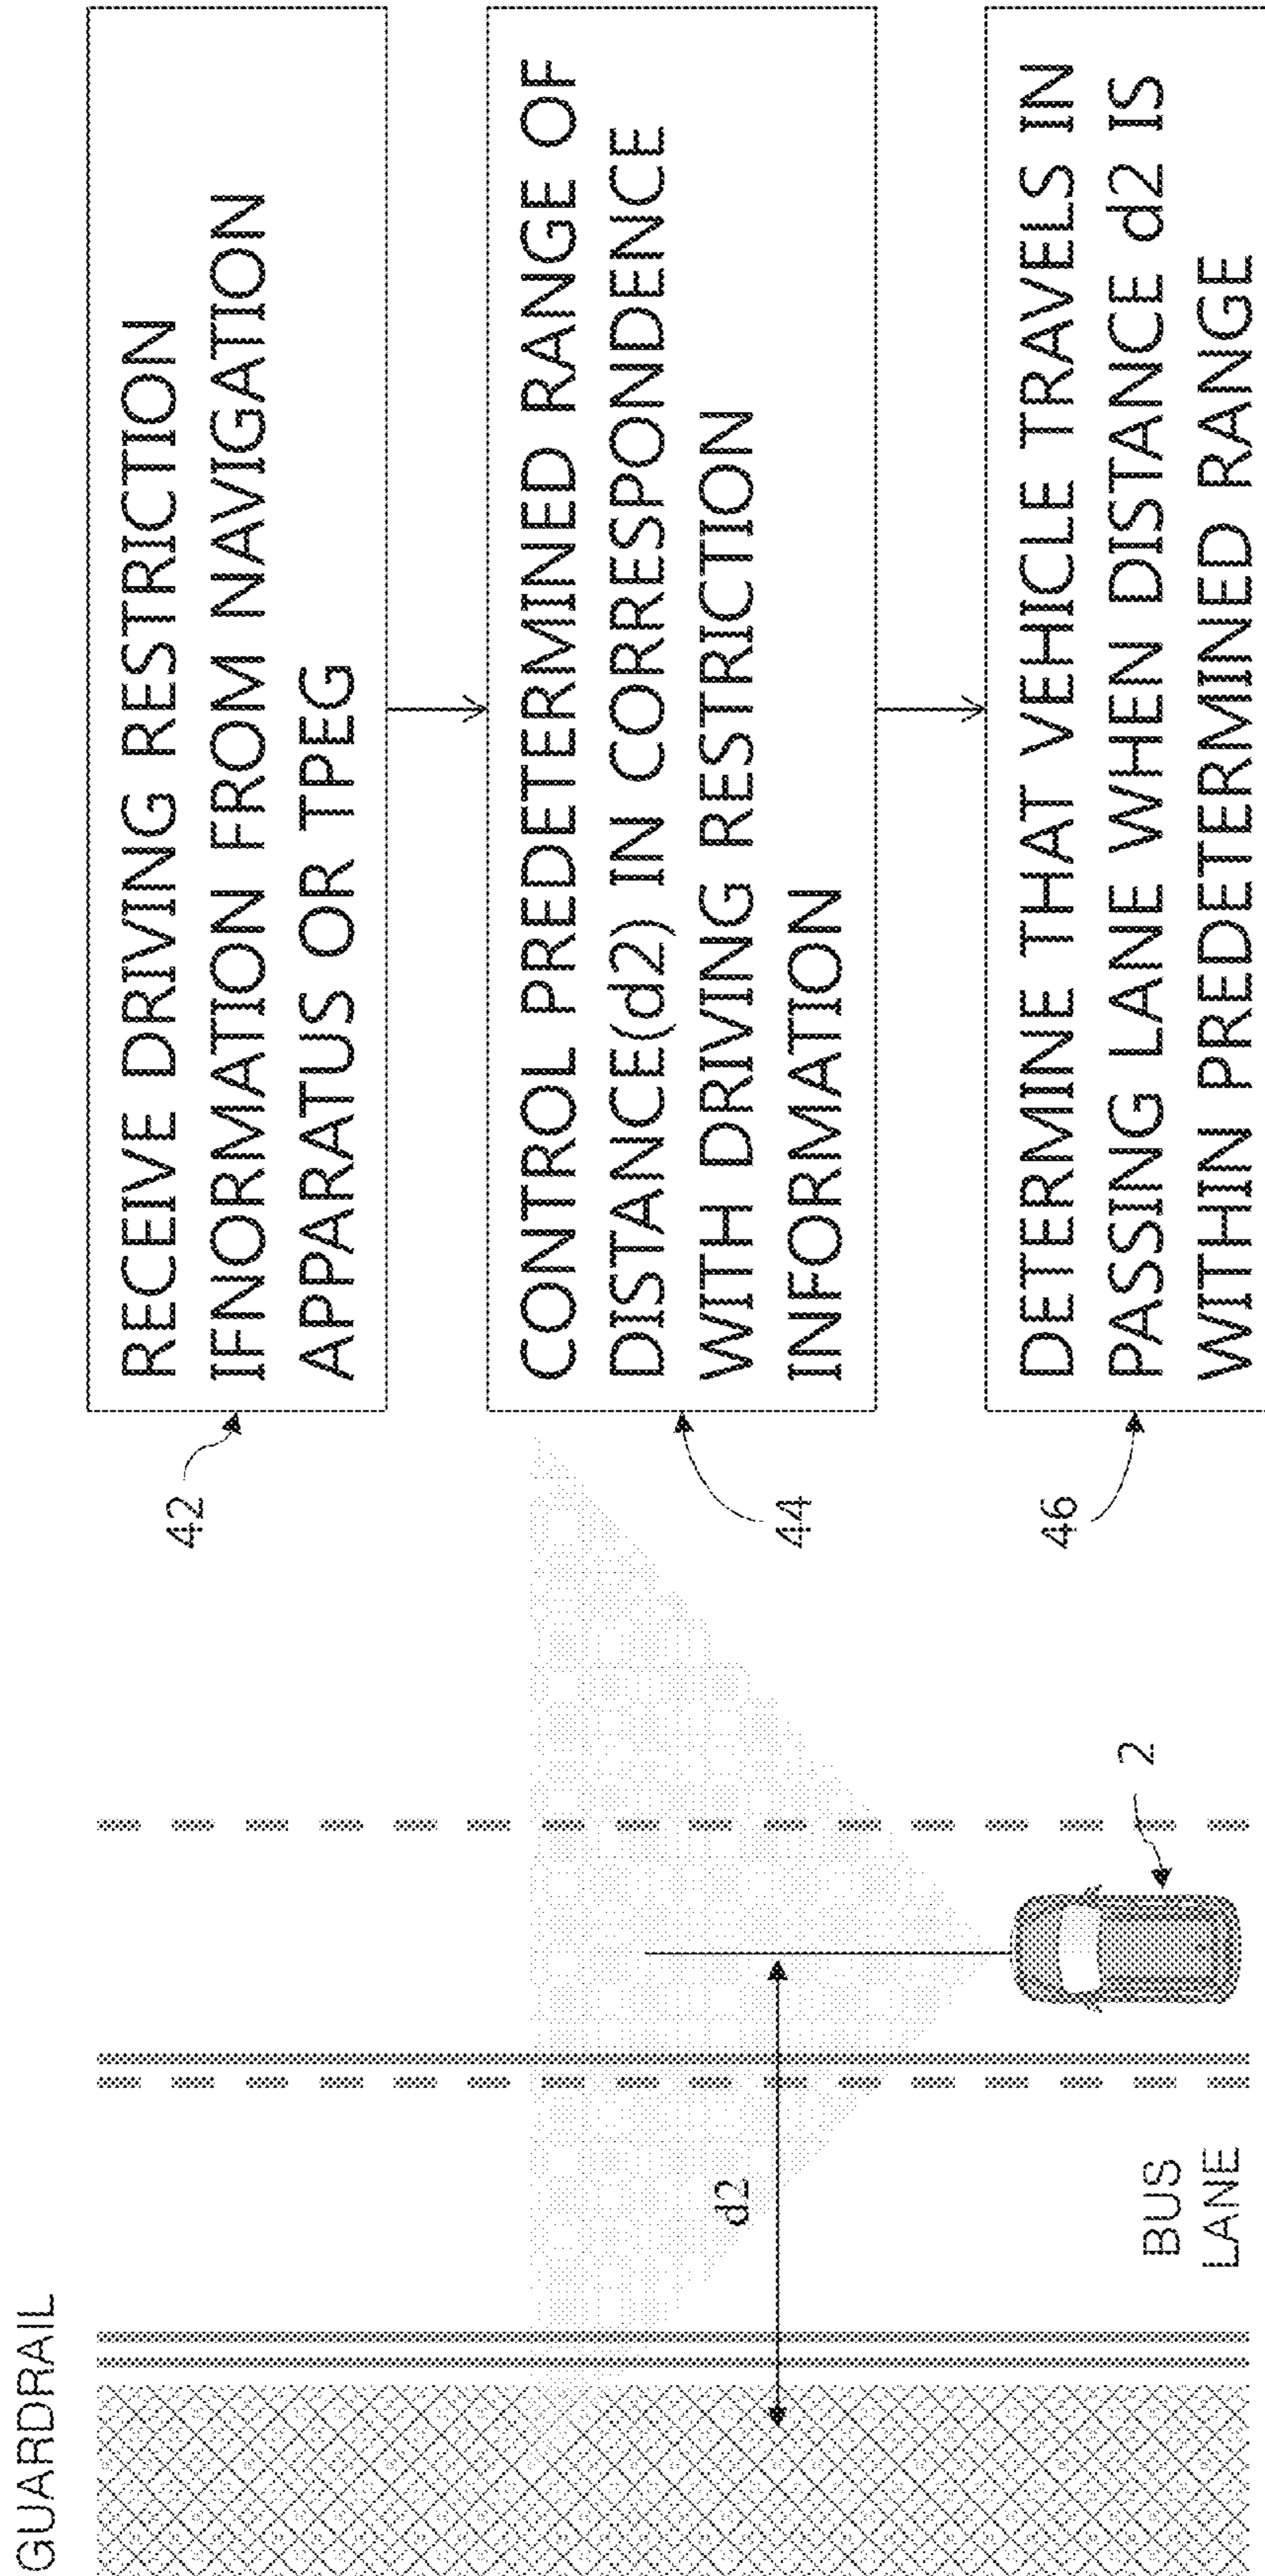 GUARDRAIL
d2
BUS
LANE
2
42
RECEIVE DRIVING RESTRICTION
IFNORMATION FROM NAVIGATION
APPARATUS OR TPEG
44
CONTROL PREDETERMINED RANGE OF
DISTANCE(d2) IN CORRESPONDENCE
WITH DRIVING RESTRICTION
INFORMATION
46
DETERMINE THAT VEHICLE TRAVELS IN
PASSING LANE WHEN DISTANCE d2 IS
WITHIN PREDETERMINED RANGE